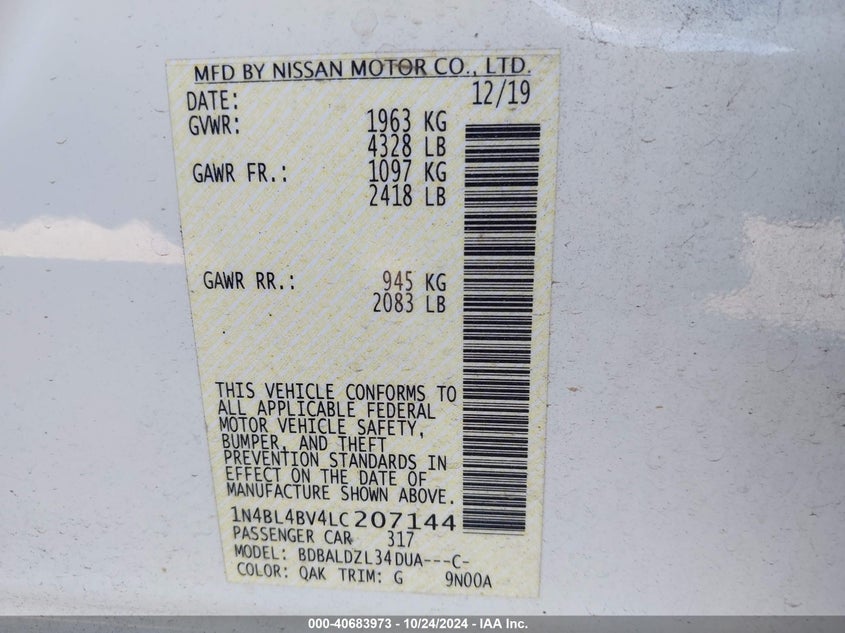 MFD BY NISSAN MOTOR CO., LTD.
DATE: 12/19
GVWR: 1963 KG
4328 LB
GAWR FR.: 1097 KG
2418 LB
GAWR RR.: 945 KG
2083 LB
THIS VEHICLE CONFORMS TO
ALL APPLICABLE FEDERAL
MOTOR VEHICLE SAFETY,
BUMPER, AND THEFT
PREVENTION STANDARDS IN
EFFECT ON THE DATE OF
MANUFACTURE SHOWN ABOVE.
1N4BL4BV4LC207144
PASSENGER CAR 317
MODEL: BDBALDZL34DUA---C-
COLOR: QAK TRIM: G 9N00A
000-40683973 - 10/24/2024 - IAA Inc.